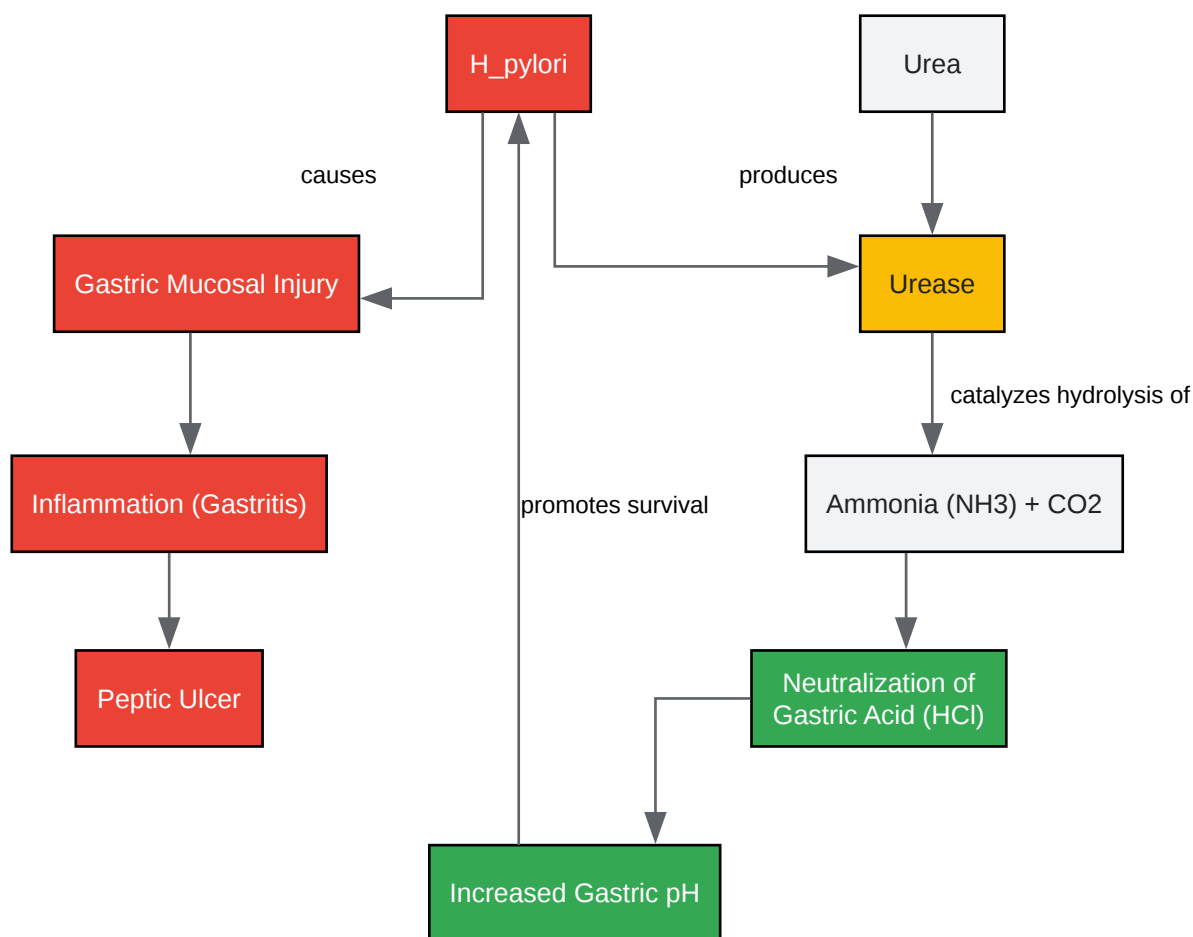 H_pylori
Urea
causes
produces
Gastric Mucosal Injury
Urease
catalyzes hydrolysis of
Inflammation (Gastritis)
promotes survival
Ammonia (NH3) + CO2
Peptic Ulcer
Neutralization of
Gastric Acid (HCl)
Increased Gastric pH